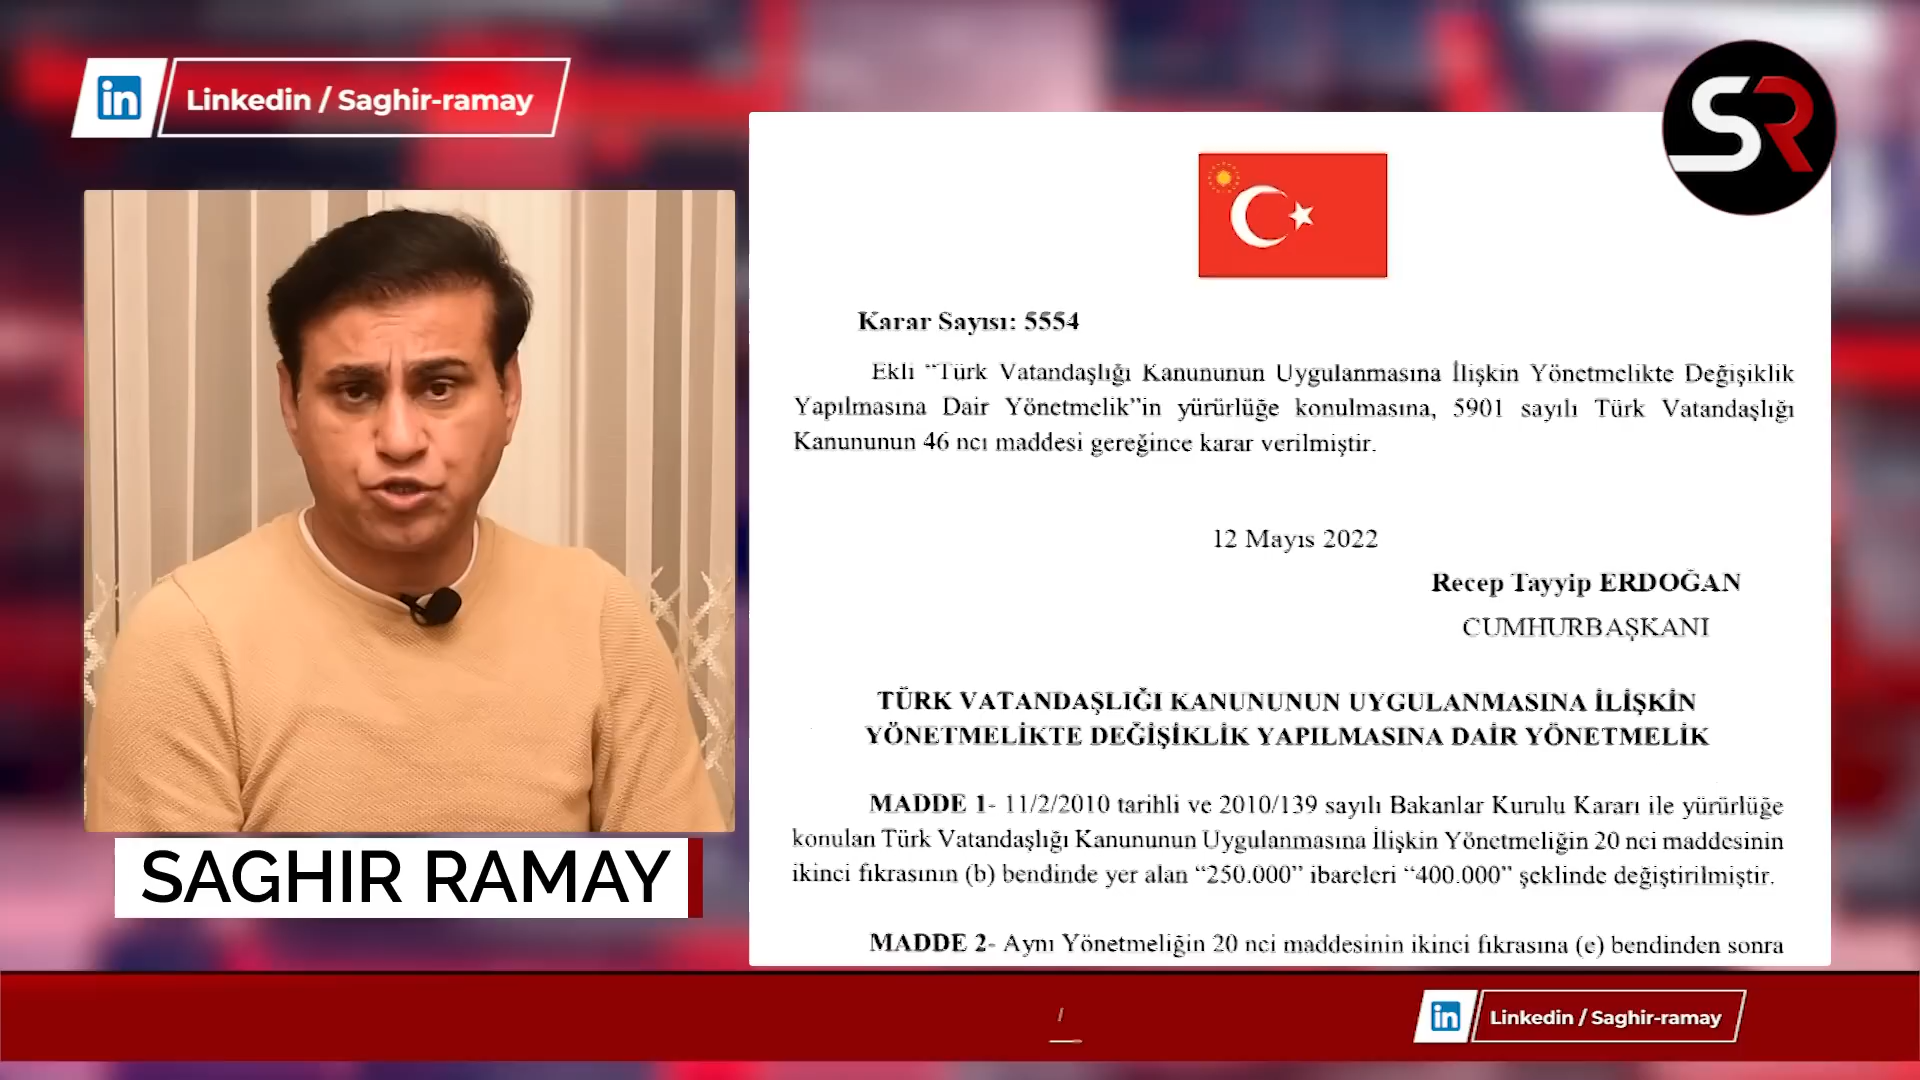 Linkedin / Saghir-ramay
SR
Karar Sayısı: 5554
Ekli “Türk Vatandaşlığı Kanununun Uygulanmasına İlişkin Yönetmelikte Değişiklik
Yapılmasına Dair Yönetmelik”in yürürlüğe konulmasına, 5901 sayılı Türk Vatandaşlığı
Kanununun 46 ncı maddesi gereğince karar verilmiştir.
12 Mayıs 2022
Recep Tayyip ERDOĞAN
CUMHURBAŞKANI
TÜRK VATANDAŞLIĞI KANUNUNUN UYGULANMASINA İLİŞKİN
YÖNETMELİKTE DEĞİŞİKLİK YAPILMASINA DAİR YÖNETMELİK
MADDE 1- 11/2/2010 tarihli ve 2010/139 sayılı Bakanlar Kurulu Kararı ile yürürlüğe
konulan Türk Vatandaşlığı Kanununun Uygulanmasına İlişkin Yönetmeliğin 20 nci maddesinin
ikinci fıkrasının (b) bendinde yer alan “250.000” ibareleri “400.000” şeklinde değiştirilmiştir.
MADDE 2- Aynı Yönetmeliğin 20 nci maddesinin ikinci fıkrasına (e) bendinden sonra
SAGHIR RAMAY
in
Linkedin / Saghir-ramay
in